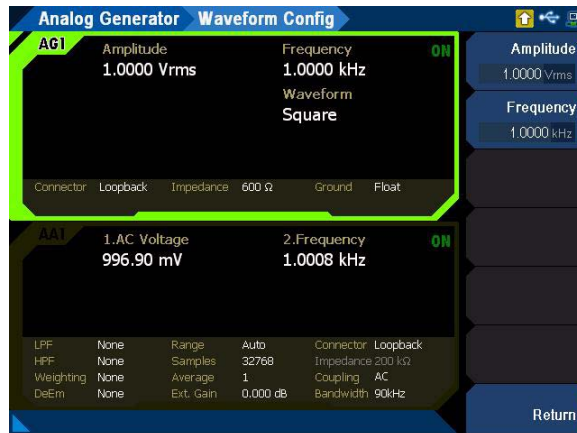 Analog Generator Waveform Config
AG1
Amplitude Frequency ON
1.0000 Vrms 1.0000 kHz
Waveform
Square
Connector Loopback Impedance 600 Ω Ground Float
AA1
1.AC Voltage 2.Frequency ON
996.90 mV 1.0008 kHz
LPF None Range Auto Connector Loopback
HPF None Samples 32768 Impedance 200 kΩ
Weighting None Average 1 Coupling AC
DeEm None Ext. Gain 0.000 dB Bandwidth 90kHz
Amplitude
1.0000 Vrms
Frequency
1.0000 kHz
Return